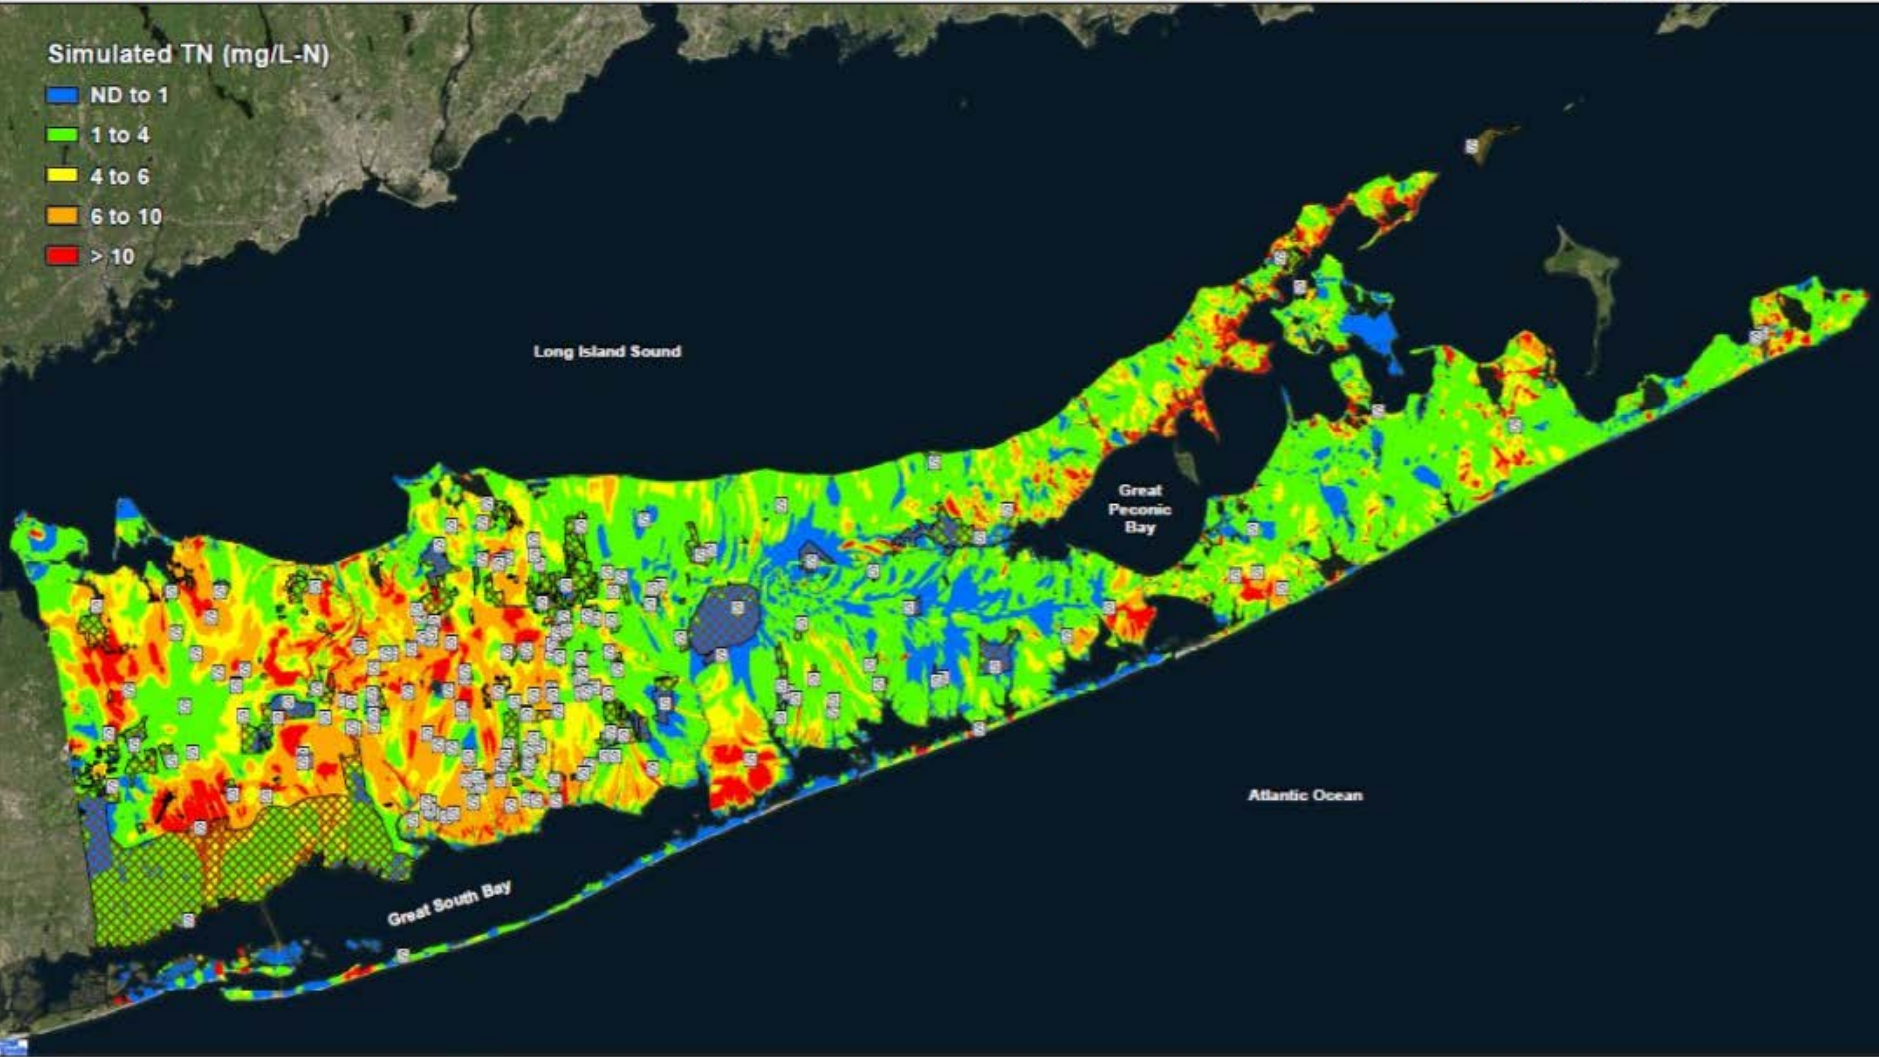 Simulated TN (mg/L-N)
ND to 1
1 to 4
4 to 6
6 to 10
> 10
Long Island Sound
Great
Peconic
Bay
Atlantic Ocean
Great South Bay